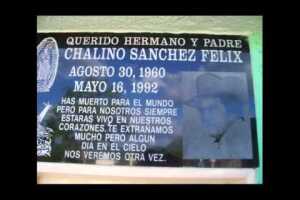 QUERIDO HERMANO Y PADRE
CHALINO SANCHEZ FELIX
AGOSTO 30, 1960
MAYO 16, 1992
HAS MUERTO PARA EL MUNDO
PERO PARA NOSOTROS SIEMPRE
ESTARAS VIVO EN NUESTROS
CORAZONES, TE EXTRAÑAMOS
MUCHO PERO ALGUN
DIA EN EL CIELO
NOS VEREMOS OTRA VEZ.